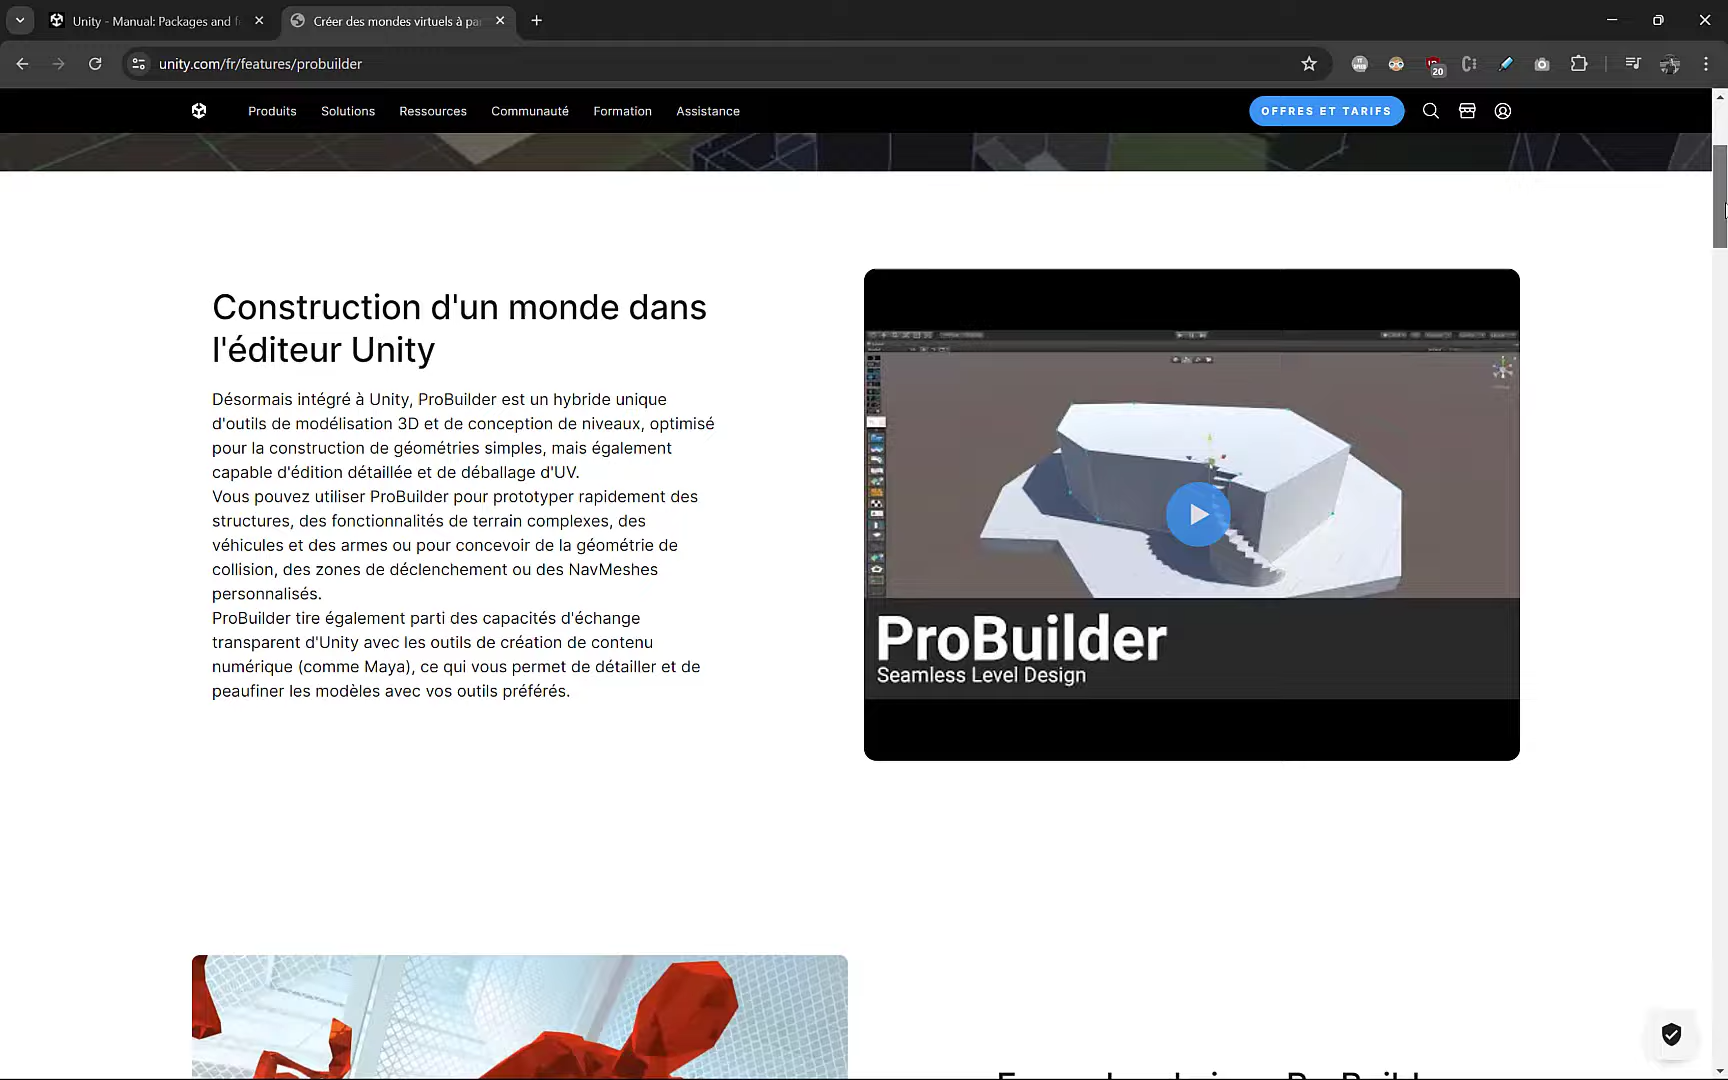 Unity - Manual: Packages and f
Créer des mondes virtuels à pa
unity.com/fr/features/probuilder
20
Produits
Solutions
Ressources
Communauté
Formation
Assistance
OFFRES ET TARIFS
Construction d'un monde dans
l'éditeur Unity
Désormais intégré à Unity, ProBuilder est un hybride unique
d'outils de modélisation 3D et de conception de niveaux, optimisé
pour la construction de géométries simples, mais également
capable d'édition détaillée et de déballage d'UV.
Vous pouvez utiliser ProBuilder pour prototyper rapidement des
structures, des fonctionnalités de terrain complexes, des
véhicules et des armes ou pour concevoir de la géométrie de
collision, des zones de déclenchement ou des NavMeshes
personnalisés.
ProBuilder tire également parti des capacités d'échange
transparent d'Unity avec les outils de création de contenu
numérique (comme Maya), ce qui vous permet de détailler et de
peaufiner les modèles avec vos outils préférés.
ProBuilder
Seamless Level Design